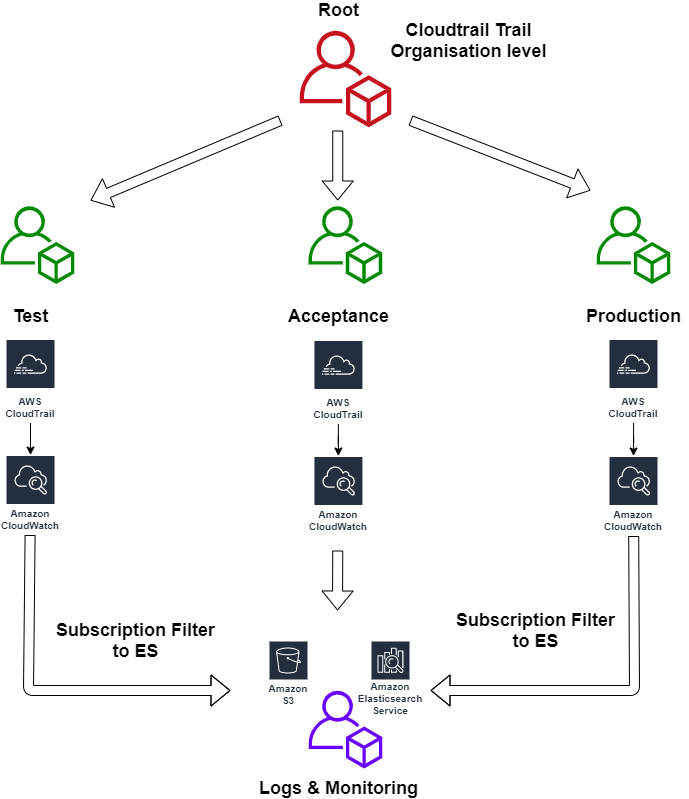 Root
Cloudtrail Trail
Organisation level
Test
Acceptance
Production
AWS
CloudTrail
AWS
CloudTrail
AWS
CloudTrail
Amazon
CloudWatch
Amazon
CloudWatch
Amazon
CloudWatch
Subscription Filter
to ES
Subscription Filter
to ES
Amazon
S3
Amazon
Elasticsearch
Service
Logs & Monitoring